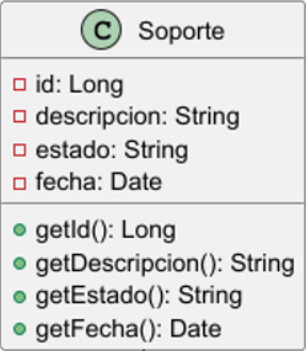 C Soporte
id: Long
descripcion: String
estado: String
fecha: Date
getId(): Long
getDescripcion(): String
getEstado(): String
getFecha(): Date